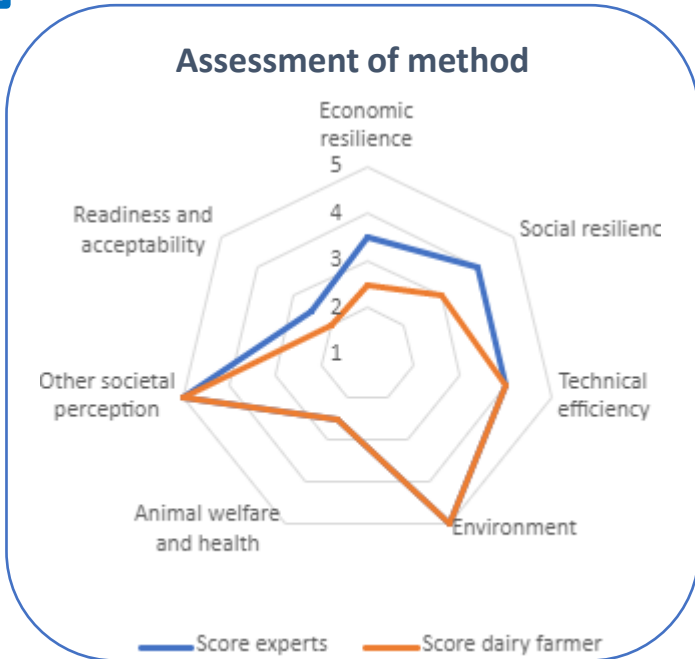 Assessment of method
Economic
resilience
5
4
3
2
1
Readiness and
acceptability
Social resilienc
Other societal
perception
Technical
efficiency
Animal welfare
and health
Environment
Score experts
Score dairy farmer